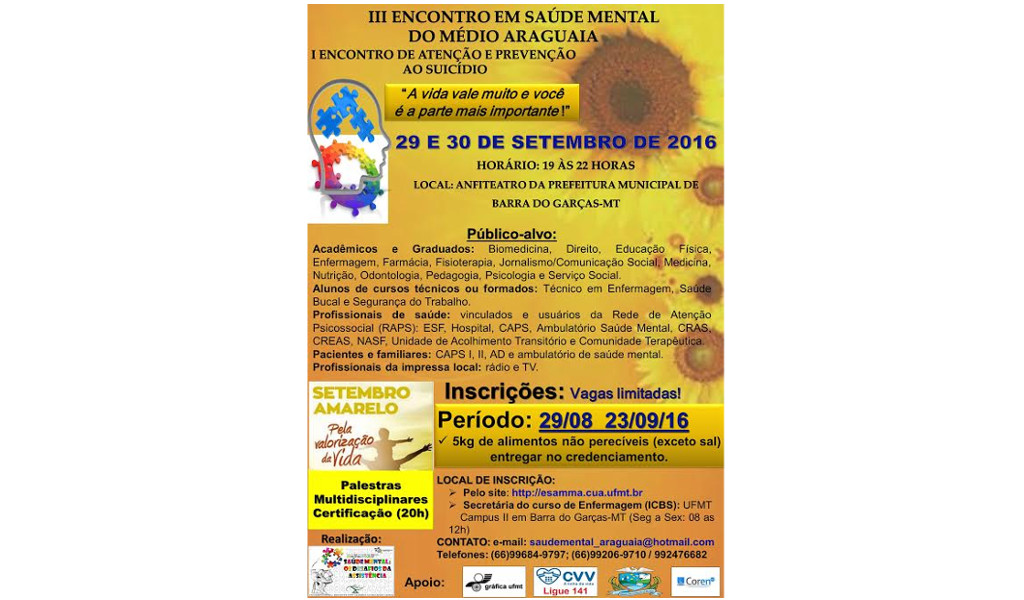 III ENCONTRO EM SAÚDE MENTAL
DO MÉDIO ARAGUAIA
I ENCONTRO DE ATENÇÃO E PREVENÇÃO
AO SUICÍDIO
“A vida vale muito e você
é a parte mais importante!”
29 E 30 DE SETEMBRO DE 2016
HORÁRIO: 19 ÀS 22 HORAS
LOCAL: ANFITEATRO DA PREFEITURA MUNICIPAL DE
BARRA DO GARÇAS-MT
Público-alvo:
Acadêmicos e Graduados: Biomedicina, Direito, Educação Física,
Enfermagem, Farmácia, Fisioterapia, Jornalismo/Comunicação Social, Medicina,
Nutrição, Odontologia, Pedagogia, Psicologia e Serviço Social.
Alunos de cursos técnicos ou formados: Técnico em Enfermagem, Saúde
Bucal e Segurança do Trabalho.
Profissionais de saúde: vinculados e usuários da Rede de Atenção
Psicossocial (RAPS): ESF, Hospital, CAPS, Ambulatório Saúde Mental, CRAS,
CREAS, NASF, Unidade de Acolhimento Transitório e Comunidade Terapêutica.
Pacientes e familiares: CAPS I, II, AD e ambulatório de saúde mental.
Profissionais da impressa local: rádio e TV.
SETEMBRO
AMARELO
Pela
valorização
da Vida
Inscrições: Vagas limitadas!
Período: 29/08 23/09/16
✓ 5kg de alimentos não perecíveis (exceto sal)
entregar no credenciamento.
Palestras
Multidisciplinares
Certificação (20h)
LOCAL DE INSCRIÇÃO:
➢ Pelo site: http://esamma.cua.ufmt.br
➢ Secretária do curso de Enfermagem (ICBS): UFMT
Campus II em Barra do Garças-MT (Seg a Sex: 08 as
12h)
CONTATO: e-mail: saudemental_araguaia@hotmail.com
Telefones: (66)99684-9797; (66)99206-9710 / 992476682
Realização:
SAÚDE MENTAL:
OS DESAFIOS DA
ASSISTÊNCIA
Apoio:
gráfica ufmt
CVV
Ligue 141
Coren